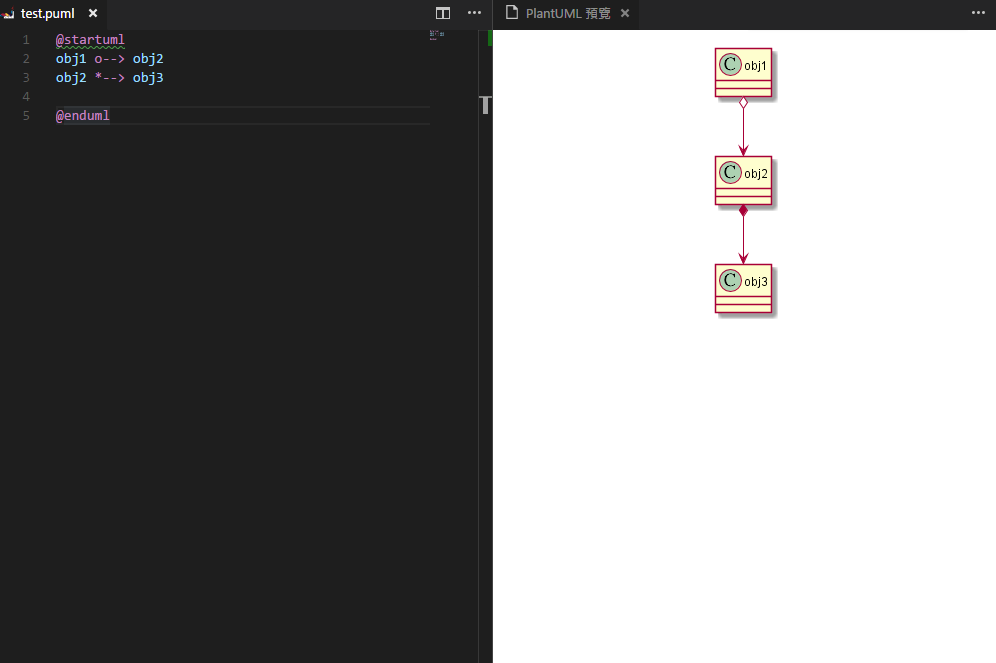 test.puml
PlantUML 預覽
1 @startuml
2 obj1 o--> obj2
3 obj2 *--> obj3
4
5 @enduml
C obj1
C obj2
C obj3